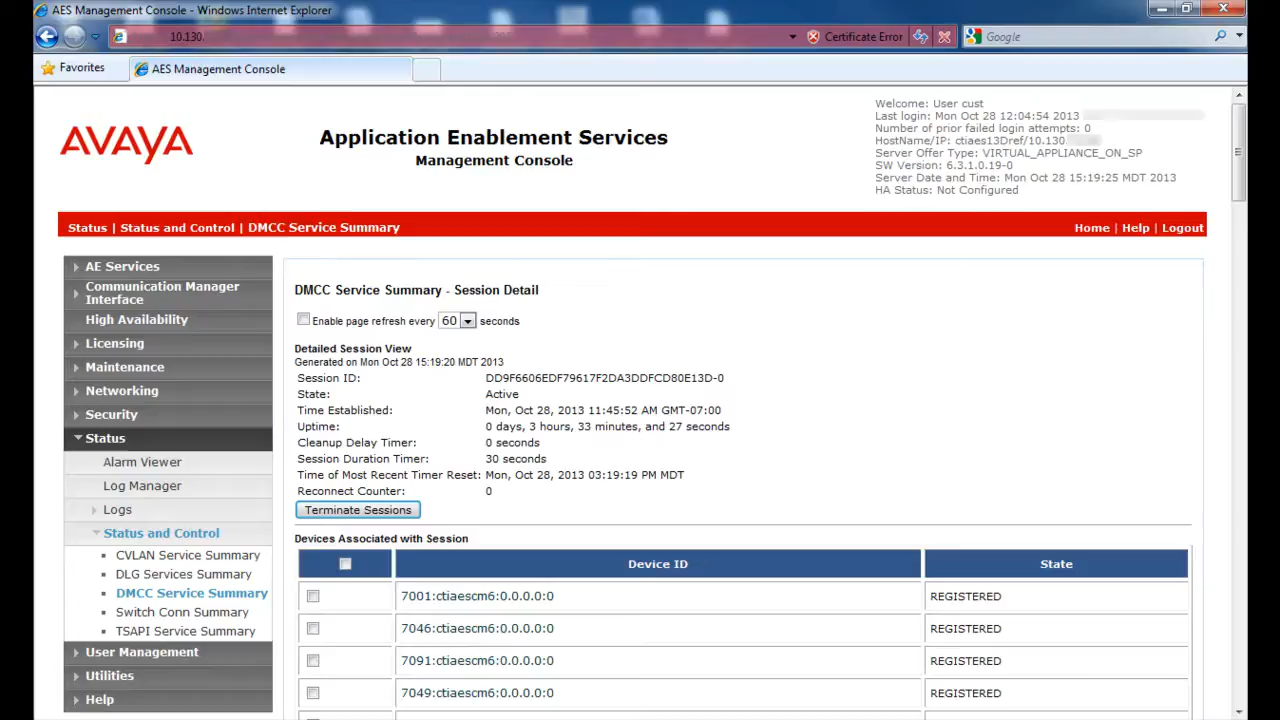 AES Management Console - Windows Internet Explorer
10.130.
Certificate Error
Google
Favorites
AES Management Console
AVAYA
Application Enablement Services
Management Console
Welcome: User cust
Last login: Mon Oct 28 12:04:54 2013
Number of prior failed login attempts: 0
HostName/IP: ctiaes13Dref/10.130.
Server Offer Type: VIRTUAL_APPLIANCE_ON_SP
SW Version: 6.3.1.0.19-0
Server Date and Time: Mon Oct 28 15:19:25 MDT 2013
HA Status: Not Configured
Status | Status and Control | DMCC Service Summary
Home | Help | Logout
AE Services
Communication Manager
Interface
High Availability
Licensing
Maintenance
Networking
Security
Status
Alarm Viewer
Log Manager
Logs
Status and Control
CVLAN Service Summary
DLG Services Summary
DMCC Service Summary
Switch Conn Summary
TSAPI Service Summary
User Management
Utilities
Help
DMCC Service Summary - Session Detail
Enable page refresh every 60 seconds
Detailed Session View
Generated on Mon Oct 28 15:19:20 MDT 2013
Session ID: DD9F6606EDF79617F2DA3DDFCD80E13D-0
State: Active
Time Established: Mon, Oct 28, 2013 11:45:52 AM GMT-07:00
Uptime: 0 days, 3 hours, 33 minutes, and 27 seconds
Cleanup Delay Timer: 0 seconds
Session Duration Timer: 30 seconds
Time of Most Recent Timer Reset: Mon, Oct 28, 2013 03:19:19 PM MDT
Reconnect Counter: 0
Terminate Sessions
Devices Associated with Session
Device ID State
7001:ctiaescm6:0.0.0.0:0 REGISTERED
7046:ctiaescm6:0.0.0.0:0 REGISTERED
7091:ctiaescm6:0.0.0.0:0 REGISTERED
7049:ctiaescm6:0.0.0.0:0 REGISTERED